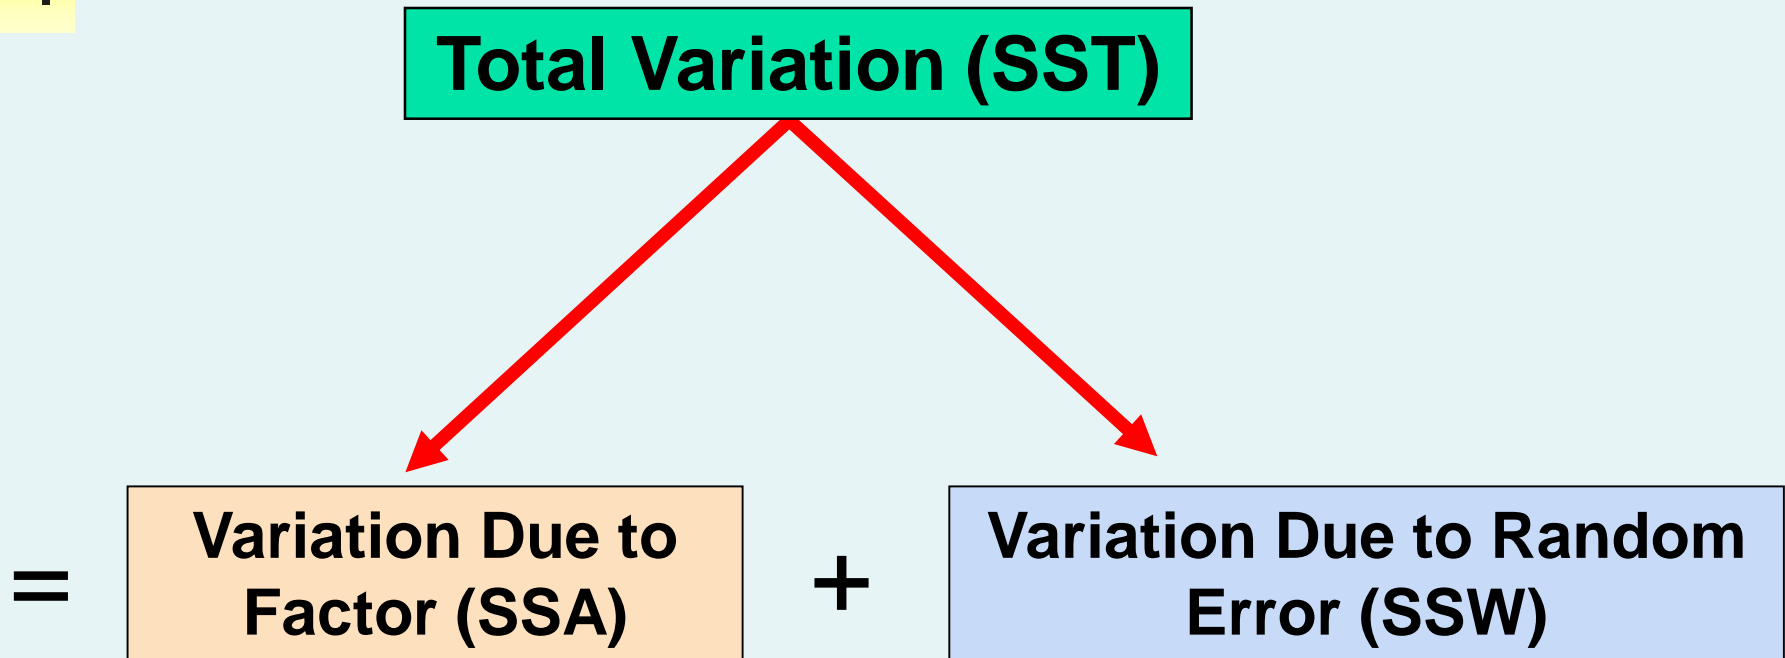 Total Variation (SST)
Variation Due to
Factor (SSA)
Variation Due to Random
Error (SSW)
=
+